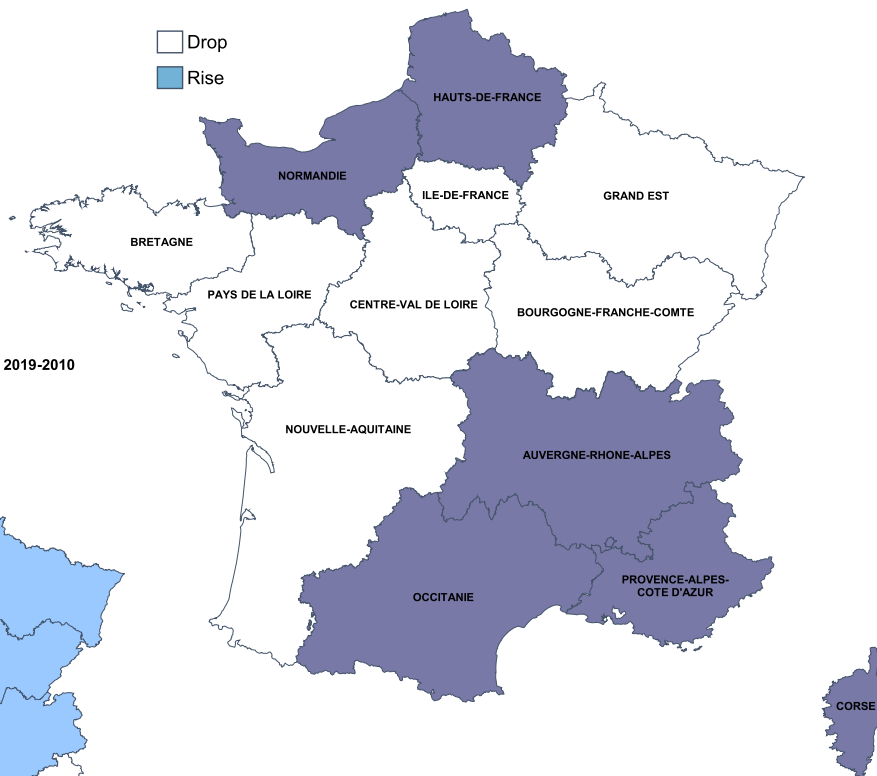 Drop
Rise
HAUTS-DE-FRANCE
NORMANDIE
ILE-DE-FRANCE
GRAND EST
BRETAGNE
PAYS DE LA LOIRE
CENTRE-VAL DE LOIRE
BOURGOGNE-FRANCHE-COMTE
2019-2010
NOUVELLE-AQUITAINE
AUVERGNE-RHONE-ALPES
OCCITANIE
PROVENCE-ALPES-
COTE D'AZUR
CORSE